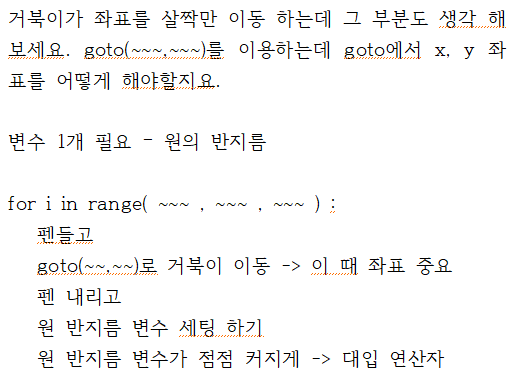 거북이가 좌표를 살짝만 이동 하는데 그 부분도 생각 해
보세요. goto(~~~,~~~)를 이용하는데 goto에서 x, y 좌
표를 어떻게 해야할지요.
변수 1개 필요 - 원의 반지름
for i in range( ~~~ , ~~~ , ~~~ ) :
펜들고
goto(~~,~~)로 거북이 이동 -> 이 때 좌표 중요
펜 내리고
원 반지름 변수 세팅 하기
원 반지름 변수가 점점 커지게 -> 대입 연산자